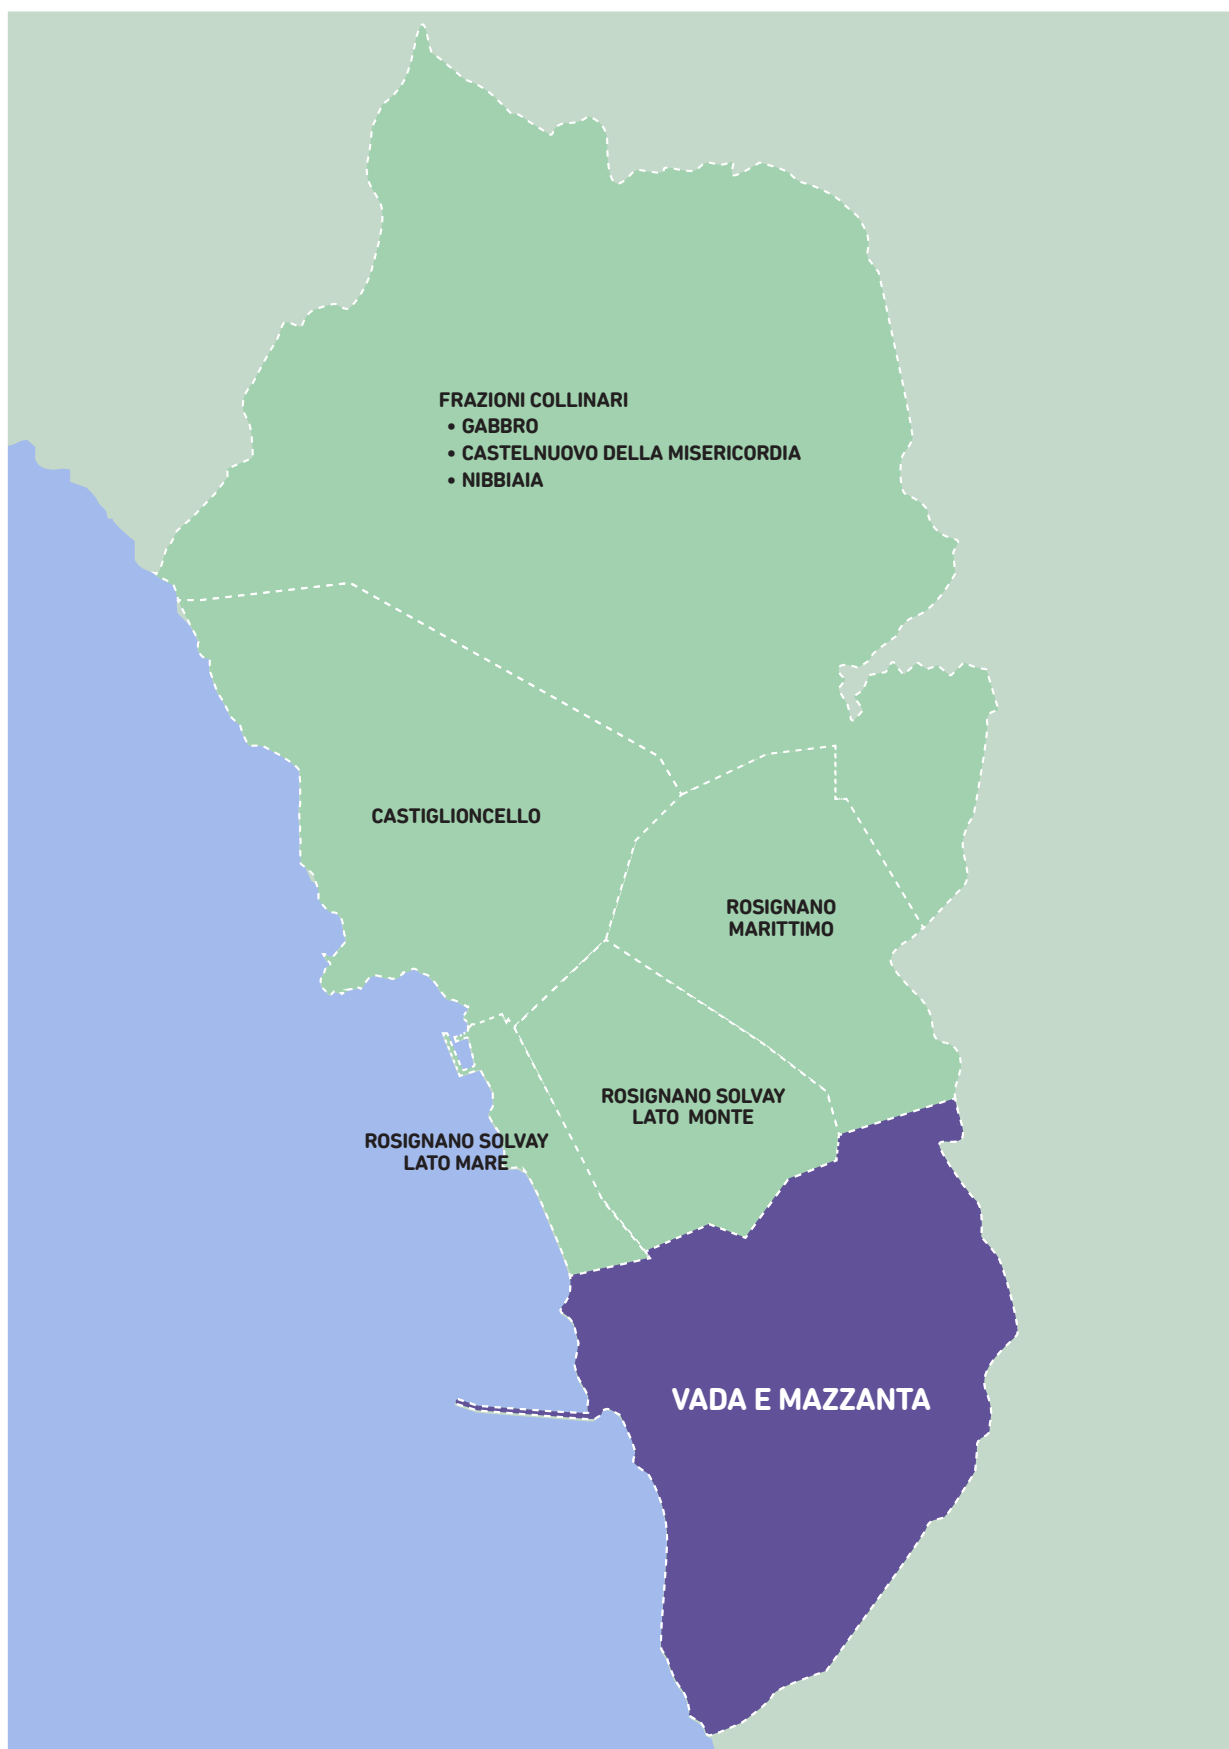 FRAZIONI COLLINARI
• GABBRO
• CASTELNUOVO DELLA MISERICORDIA
• NIBBIAIA
CASTIGLIONCELLO
ROSIGNANO
MARITTIMO
ROSIGNANO SOLVAY
LATO MONTE
ROSIGNANO SOLVAY
LATO MARE
VADA E MAZZANTA